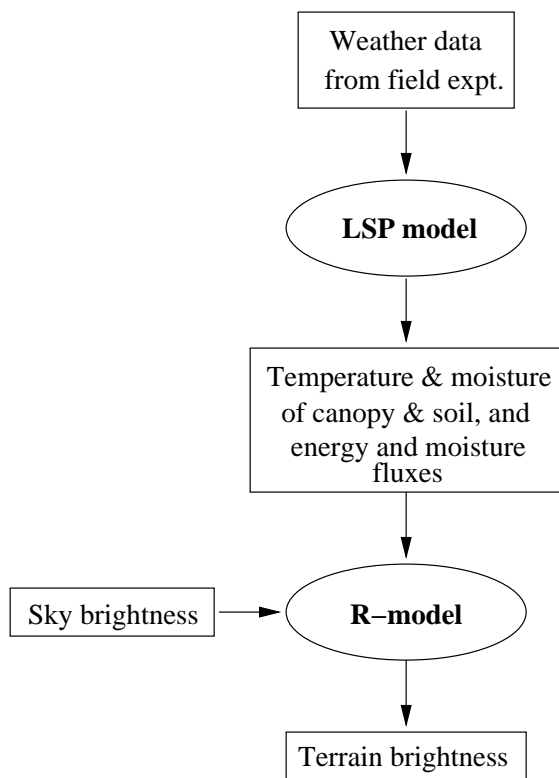 Weather data
from field expt.
LSP model
Temperature & moisture
of canopy & soil, and
energy and moisture
fluxes
Sky brightness
R−model
Terrain brightness